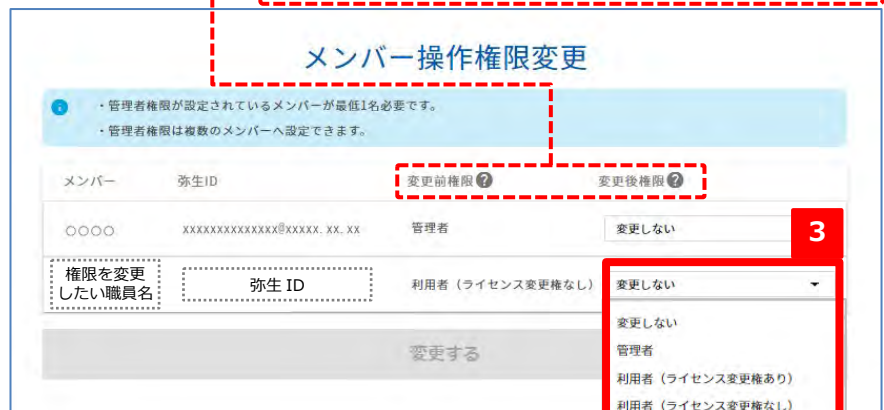 メンバー操作権限変更
・管理者権限が設定されているメンバーが最低1名必要です。
・管理者権限は複数のメンバーへ設定できます。
メンバー 弥生ID 変更前権限? 変更後権限?
○○○○ xxxxxxxxxxxxxx@xxxxx.xx.xx 管理者 変更しない 3
権限を変更
したい職員名
弥生 ID 利用者(ライセンス変更権なし) 変更しない
変更しない
管理者
利用者(ライセンス変更権あり)
利用者(ライセンス変更権なし)
変更する